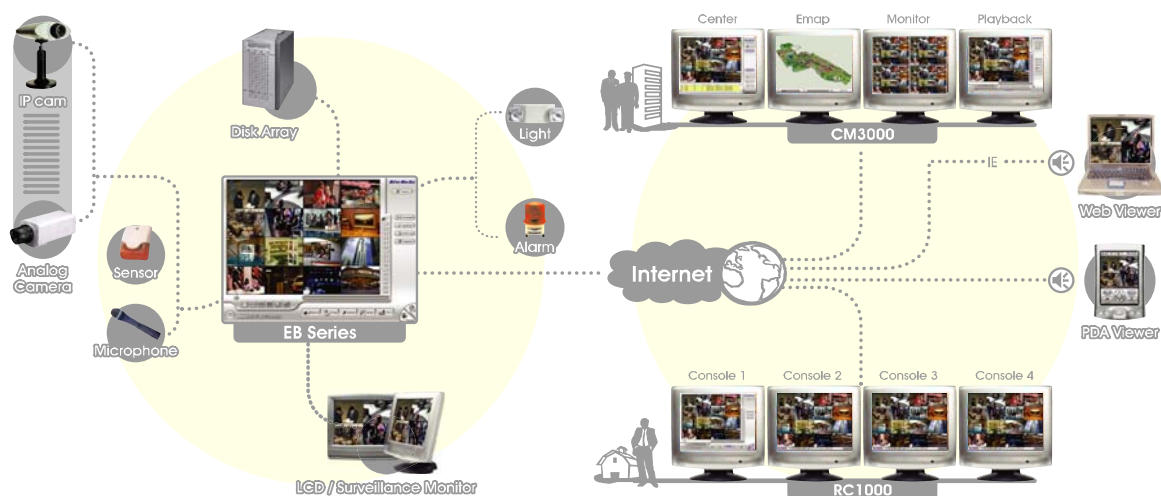 IP cam
Analog
Camera
Disk Array
Sensor
Microphone
Light
Alarm
EB Series
LCD / Surveillance Monitor
Internet
Center
Emap
Monitor
Playback
CM3000
IE
Web Viewer
PDA Viewer
Console 1
Console 2
Console 3
Console 4
RC1000